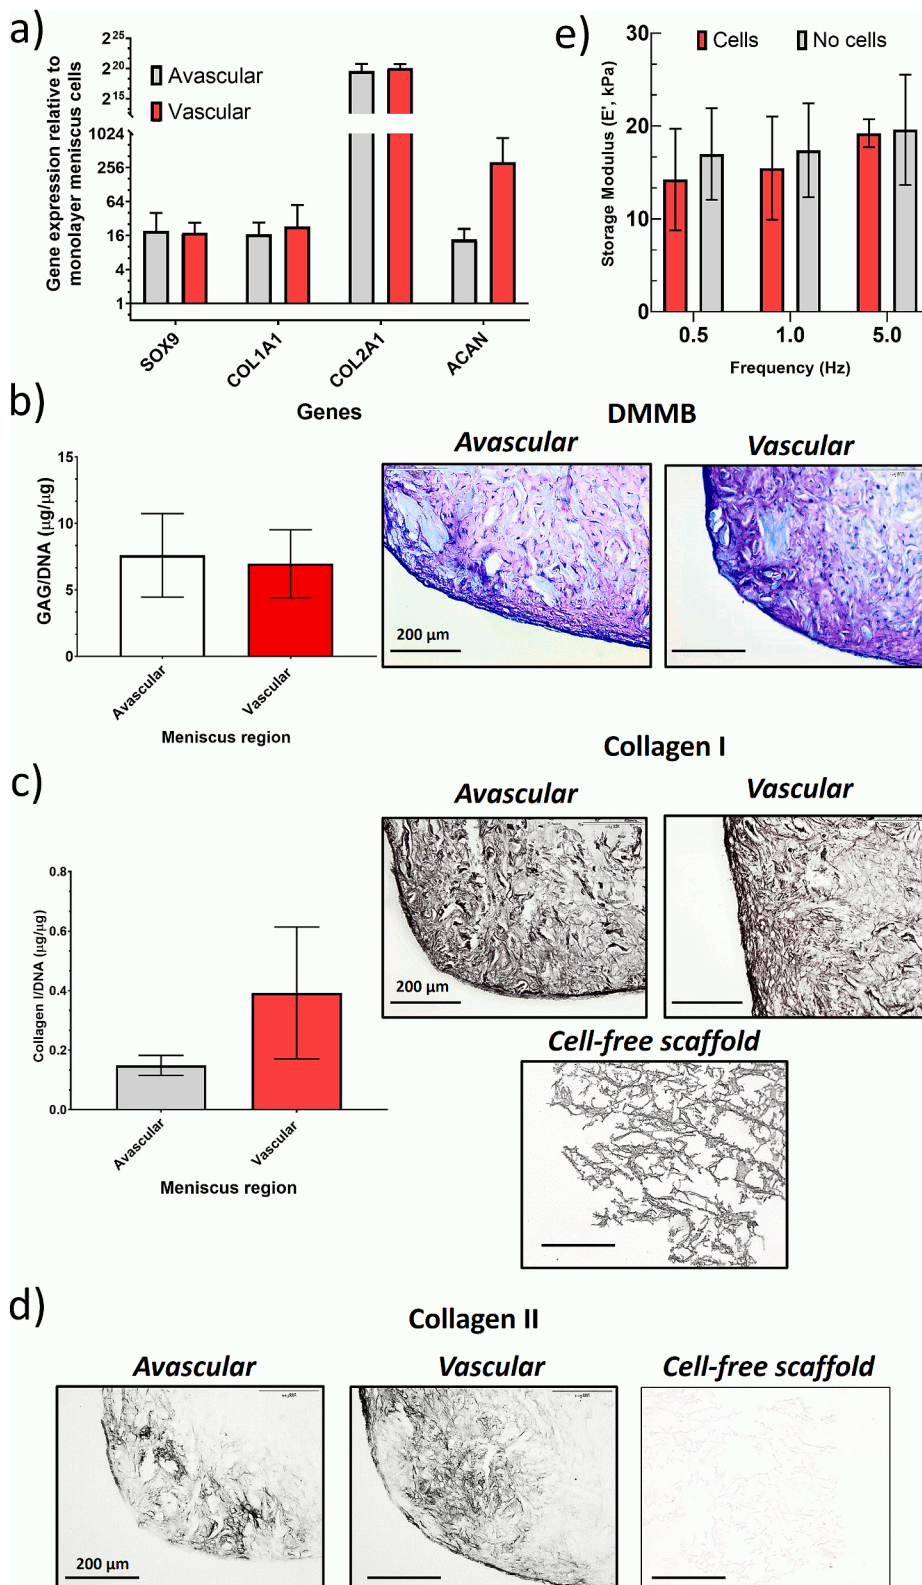 a)
Gene expression relative to
monolayer meniscus cells
2^25
2^20
2^15
1024
256
64
16
4
1
Avascular
Vascular
SOX9
COL1A1
COL2A1
ACAN
Genes
e)
Storage Modulus (E', kPa)
30
20
10
0
Cells
No cells
0.5
1.0
5.0
Frequency (Hz)
b)
GAG/DNA (µg/µg)
15
10
5
0
Avascular
Vascular
Meniscus region
DMMB
Avascular
Vascular
200 µm
c)
Collagen I/DNA (µg/µg)
0.8
0.6
0.4
0.2
0.0
Avascular
Vascular
Meniscus region
Collagen I
Avascular
Vascular
200 µm
Cell-free scaffold
d)
Collagen II
Avascular
Vascular
Cell-free scaffold
200 µm